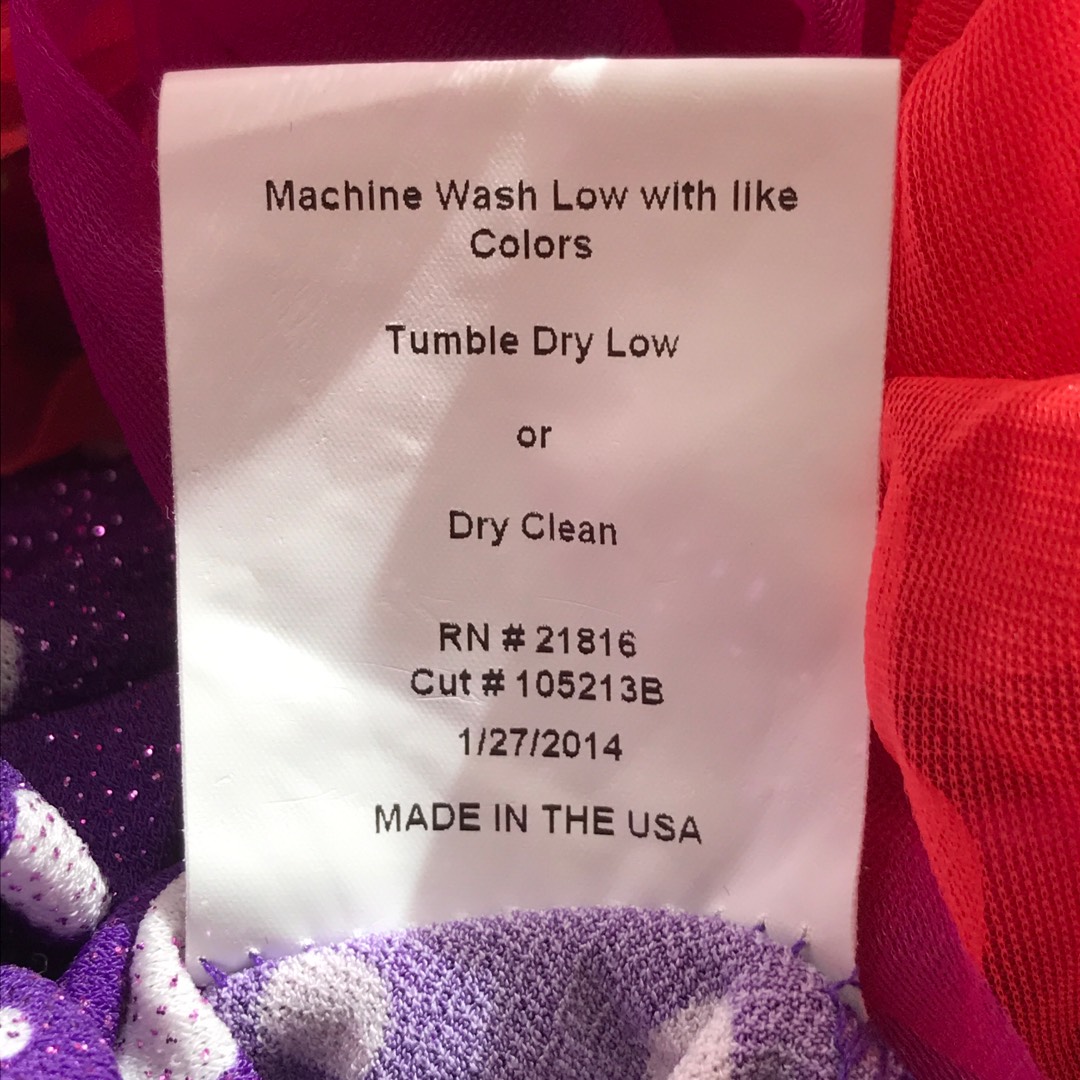 Machine Wash Low with like
Colors
Tumble Dry Low
or
Dry Clean
RN # 21816
Cut # 105213B
1/27/2014
MADE IN THE USA